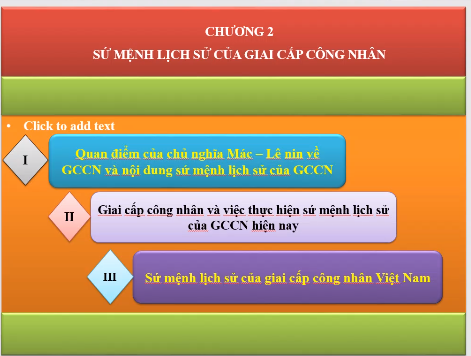 CHƯƠNG 2
SỨ MỆNH LỊCH SỬ CỦA GIAI CẤP CÔNG NHÂN
• Click to add text
I
Quan điểm của chủ nghĩa Mác – Lê nin về
GCCN và nội dung sứ mệnh lịch sử của GCCN
II
Giai cấp công nhân và việc thực hiện sứ mệnh lịch sử
của GCCN hiện nay
III
Sứ mệnh lịch sử của giai cấp công nhân Việt Nam